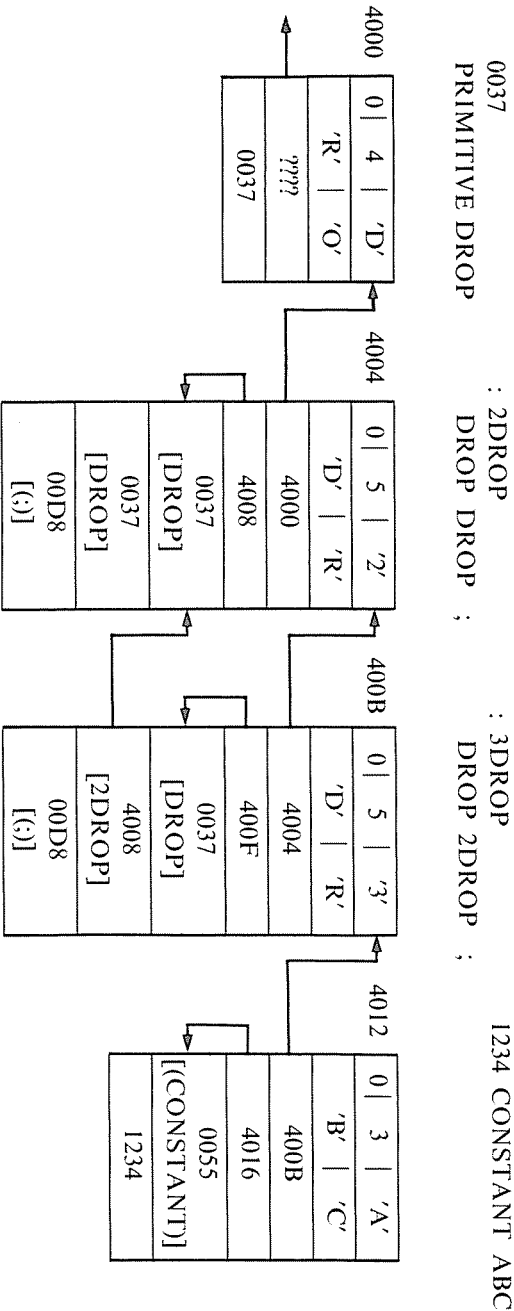 0037
PRIMITIVE DROP
4000
0 | 4 | 'D'
'R' | 'O'
????
0037
: 2DROP
DROP DROP ;
4004
0 | 5 | '2'
'D' | 'R'
4000
4008
0037
[DROP]
0037
[DROP]
00D8
[(;)]
: 3DROP
DROP 2DROP ;
400B
0 | 5 | '3'
'D' | 'R'
4004
400F
0037
[DROP]
4008
[2DROP]
00D8
[(;)]
1234 CONSTANT ABC
4012
0 | 3 | 'A'
'B' | 'C'
400B
4016
0055
[(CONSTANT)]
1234